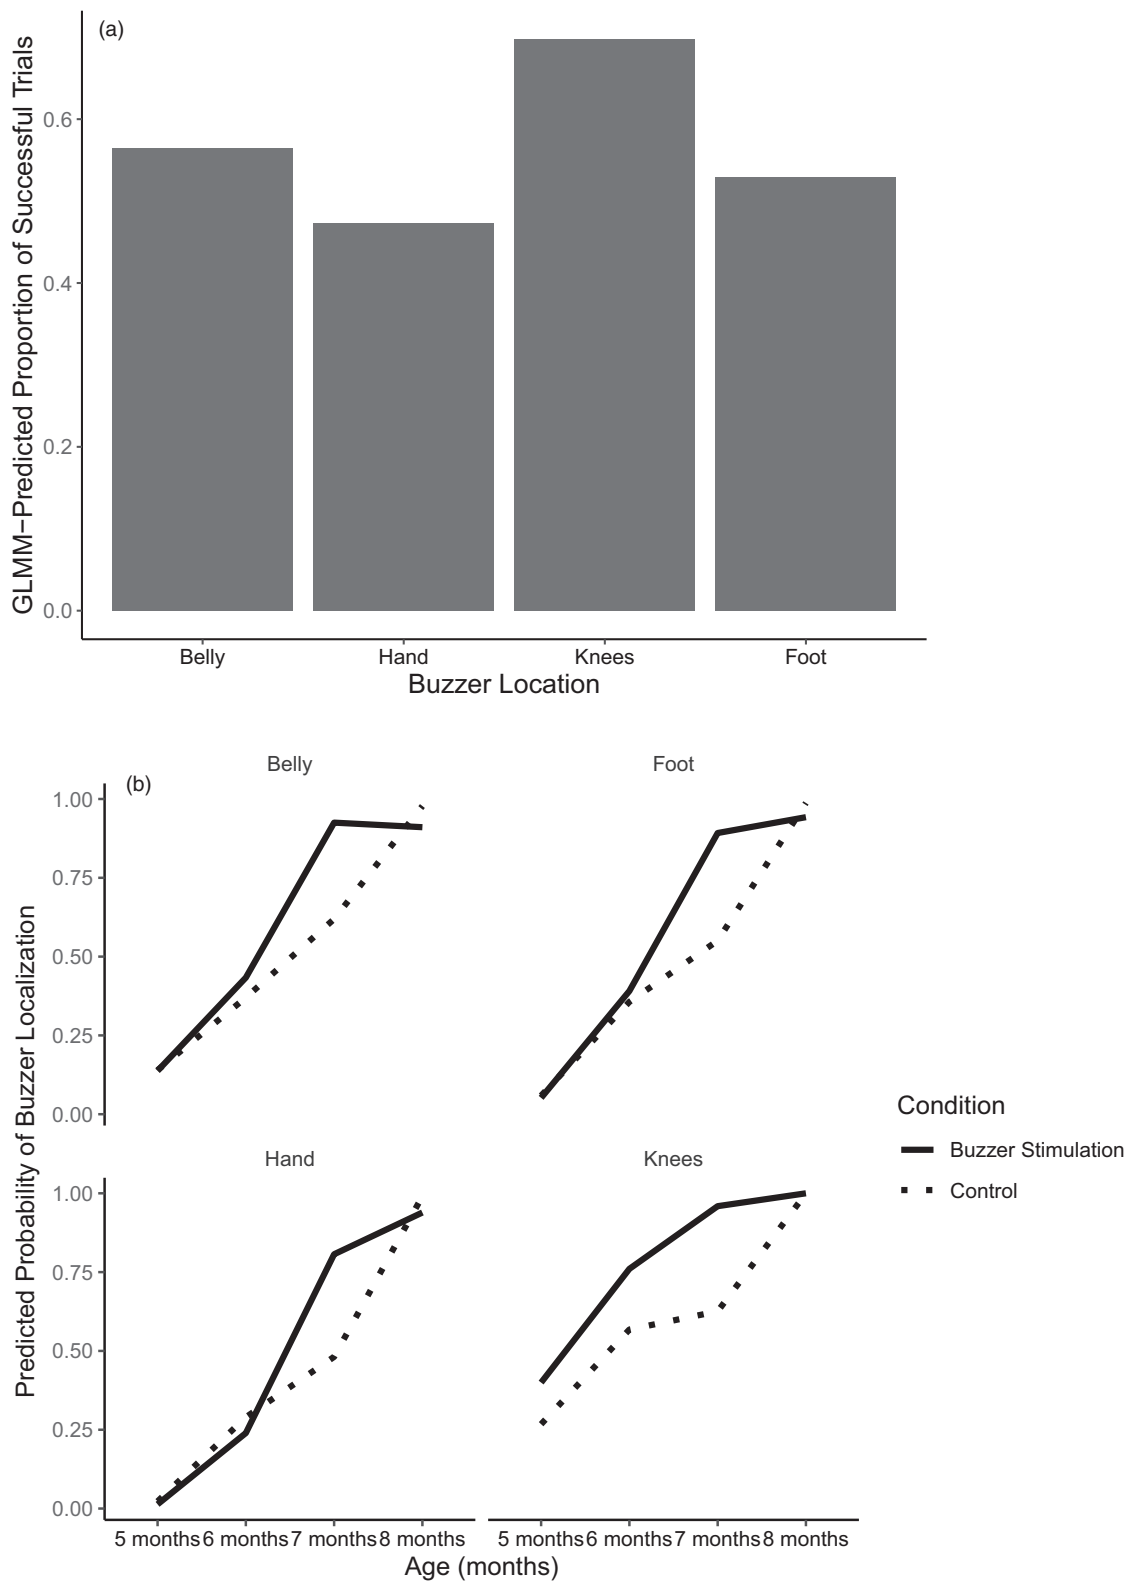 (a)
GLMM−Predicted Proportion of Successful Trials
0.6
0.4
0.2
0.0
Belly Hand Knees Foot
Buzzer Location
(b)
Predicted Probability of Buzzer Localization
Belly
Foot
1.00
0.75
0.50
0.25
0.00
Hand
Knees
1.00
0.75
0.50
0.25
0.00
5 months 6 months 7 months 8 months
5 months 6 months 7 months 8 months
Age (months)
Condition
Buzzer Stimulation
Control